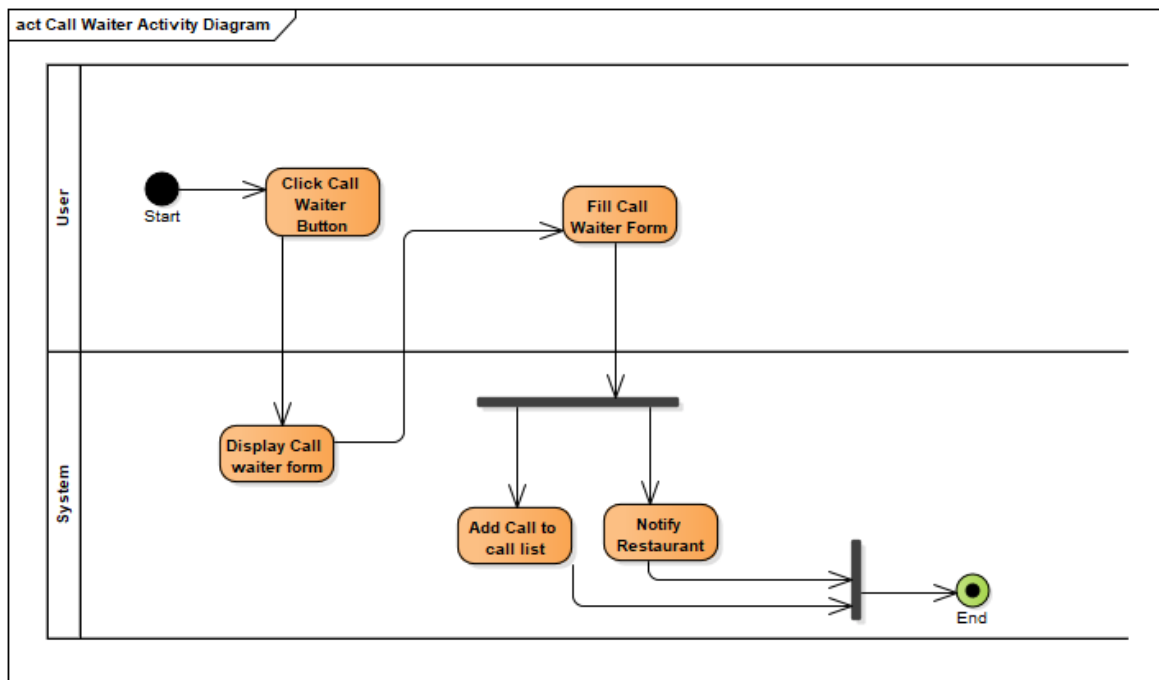 act Call Waiter Activity Diagram
User
Start
Click Call
Waiter
Button
Fill Call
Waiter Form
System
Display Call
waiter form
Add Call to
call list
Notify
Restaurant
End